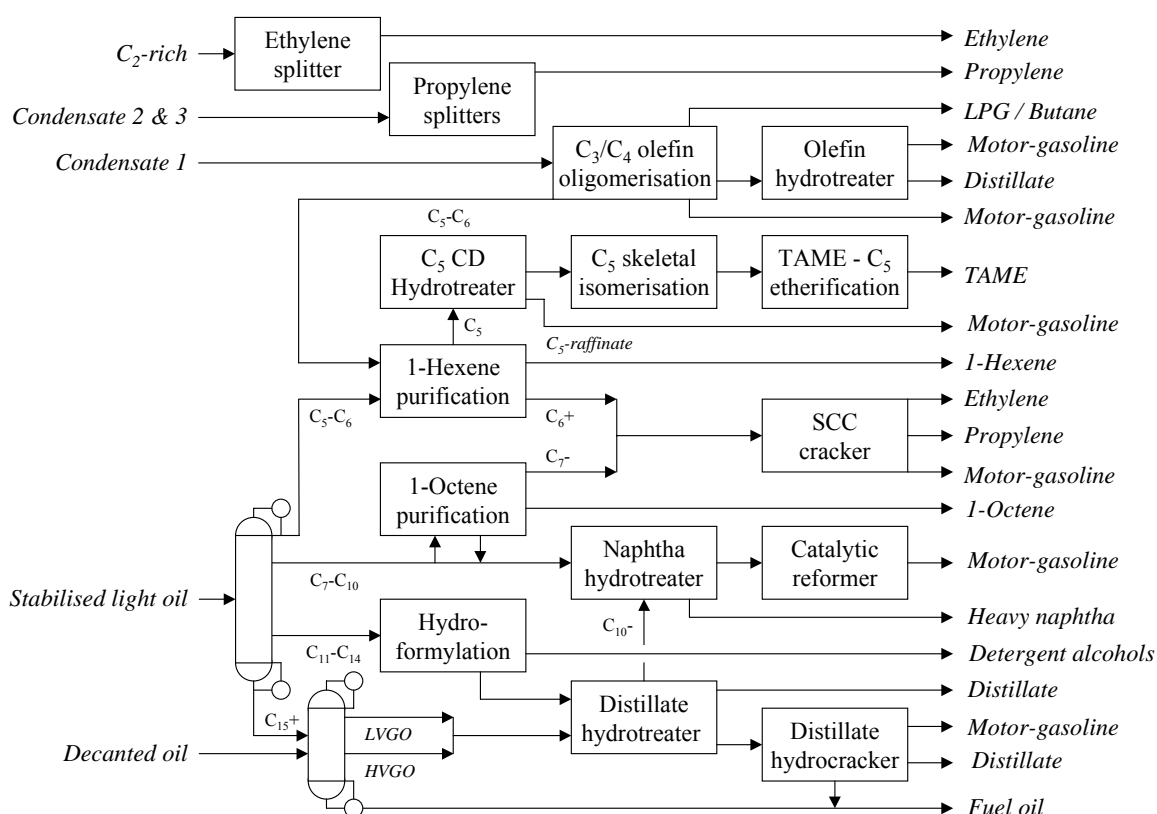 Ethylene
splitter
C₂-rich
Ethylene
Propylene
splitters
Propylene
Condensate 2 & 3
LPG / Butane
Condensate 1
C₃/C₄ olefin
oligomerisation
Olefin
hydrotreater
Motor-gasoline
Distillate
Motor-gasoline
C₅-C₆
C₅ CD
Hydrotreater
C₅ skeletal
isomerisation
TAME - C₅
etherification
TAME
C₅
Motor-gasoline
C₅-raffinate
1-Hexene
purification
1-Hexene
C₅-C₆
C₆+
C₇-
SCC
cracker
Ethylene
Propylene
Motor-gasoline
1-Octene
purification
1-Octene
Naphtha
hydrotreater
Catalytic
reformer
Motor-gasoline
C₇-C₁₀
Stabilised light oil
Heavy naphtha
Hydro-
formylation
C₁₀-
C₁₁-C₁₄
Detergent alcohols
Distillate
hydrotreater
Distillate
C₁₅+
LVGO
HVGO
Decanted oil
Distillate
hydrocracker
Motor-gasoline
Distillate
Fuel oil